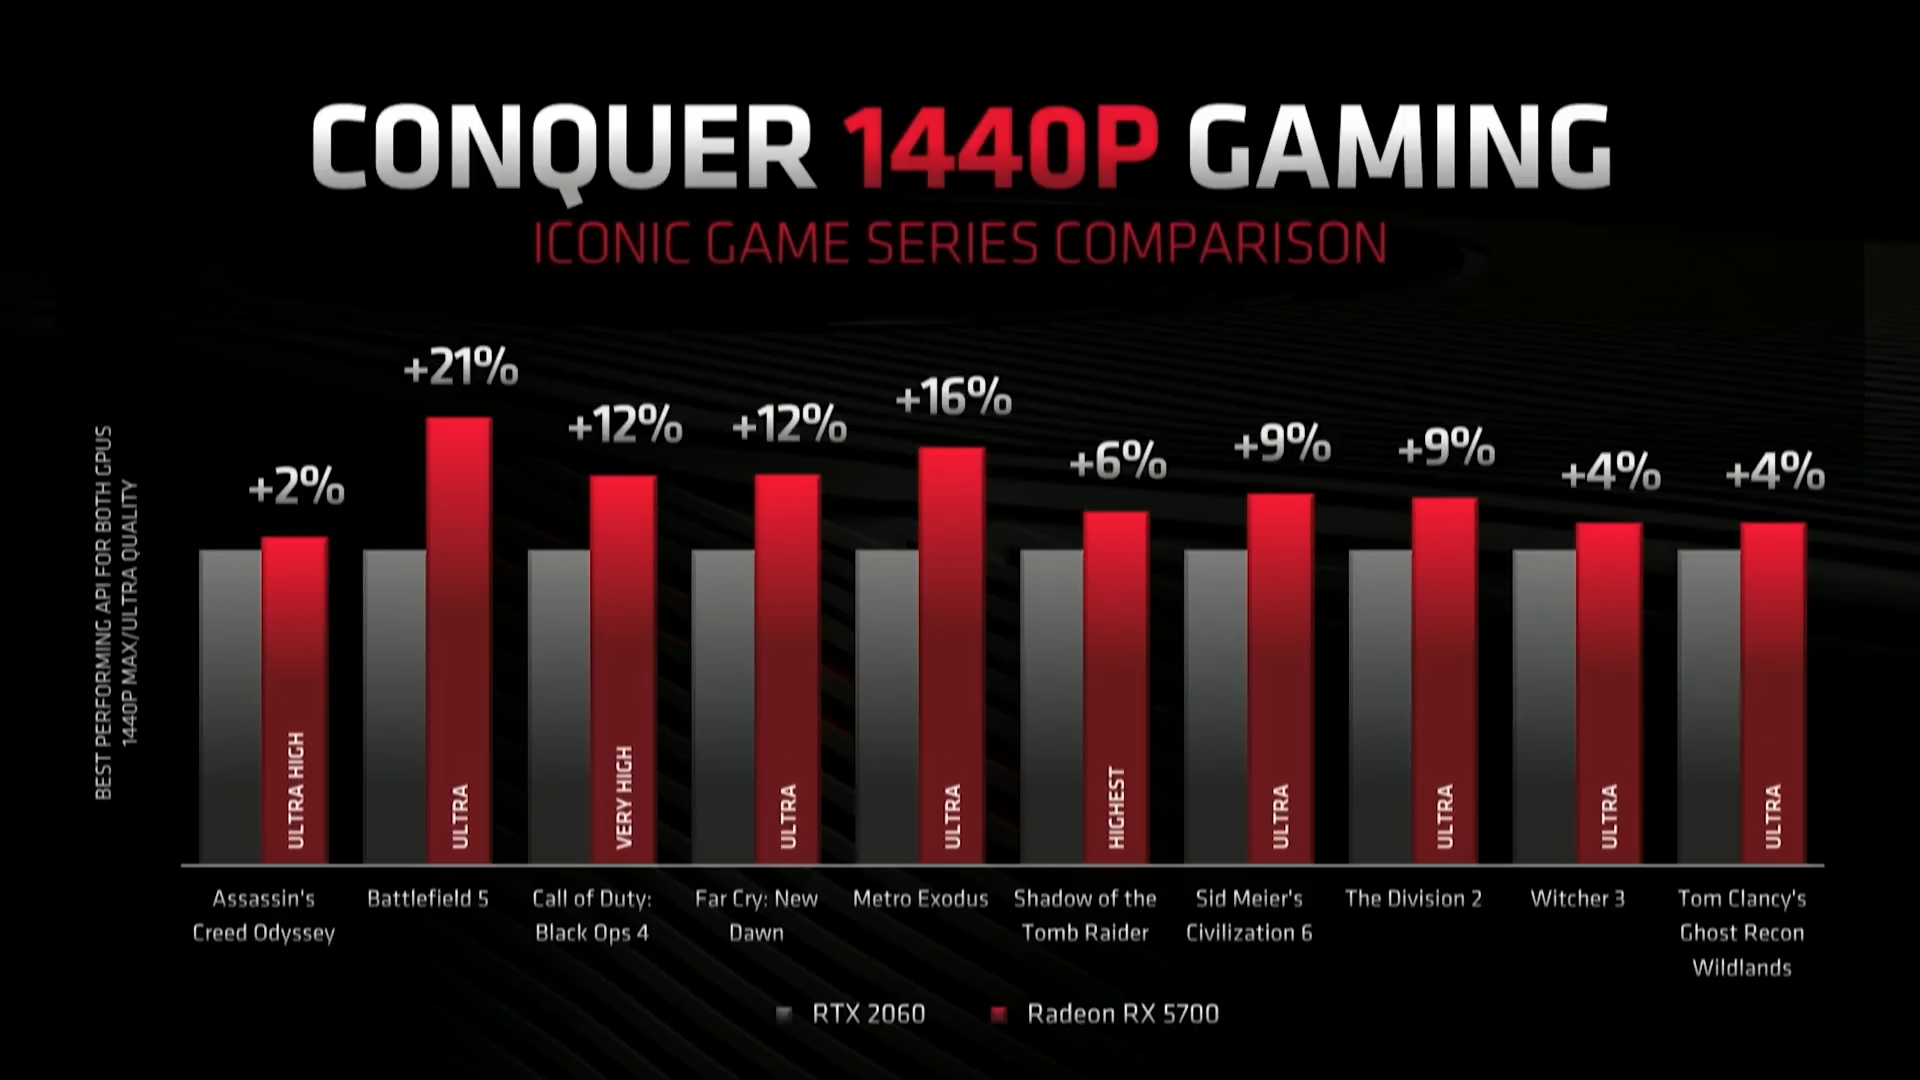 CONQUER 1440P GAMING
ICONIC GAME SERIES COMPARISON
BEST PERFORMING API FOR BOTH GPUS
1440P MAX/ULTRA QUALITY
+2%
+21%
+12%
+12%
+16%
+6%
+9%
+9%
+4%
+4%
ULTRA HIGH
ULTRA
VERY HIGH
ULTRA
ULTRA
HIGHEST
ULTRA
ULTRA
ULTRA
ULTRA
Assassin's
Creed Odyssey
Battlefield 5
Call of Duty:
Black Ops 4
Far Cry: New
Dawn
Metro Exodus
Shadow of the
Tomb Raider
Sid Meier's
Civilization 6
The Division 2
Witcher 3
Tom Clancy's
Ghost Recon
Wildlands
RTX 2060
Radeon RX 5700